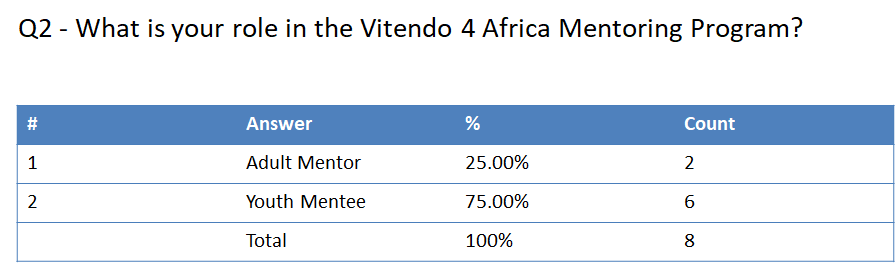 Q2 - What is your role in the Vitendo 4 Africa Mentoring Program?
# Answer % Count
1 Adult Mentor 25.00% 2
2 Youth Mentee 75.00% 6
Total 100% 8